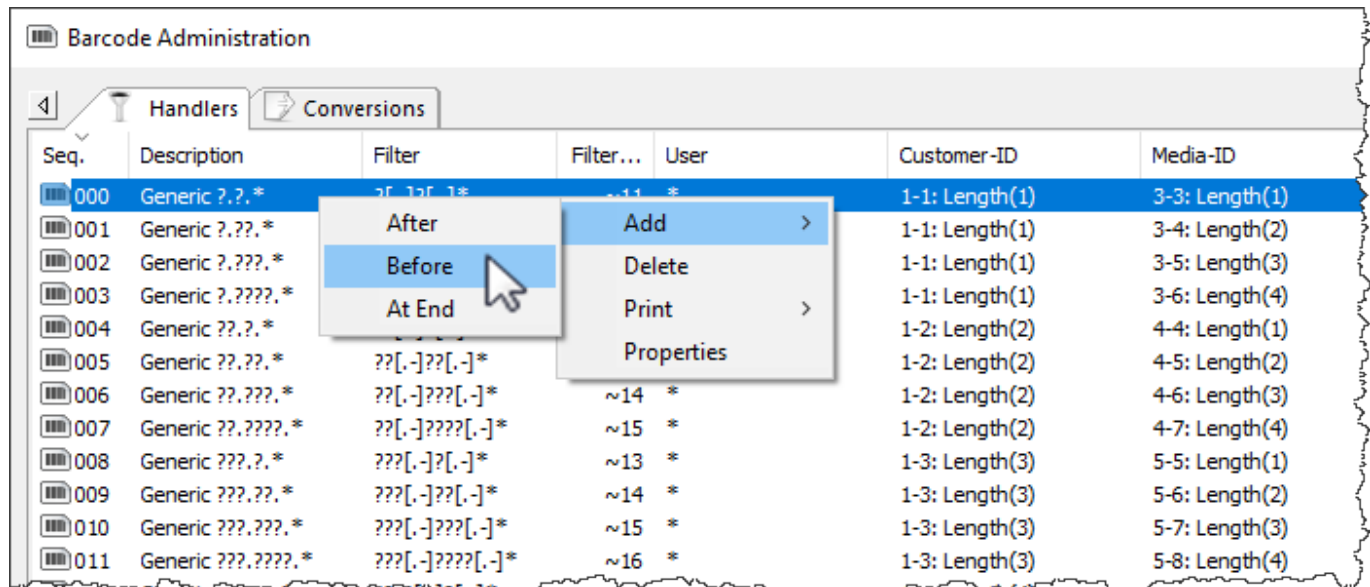 Barcode Administration
Handlers Conversions
Seq. Description Filter Filter... User Customer-ID Media-ID
000 Generic ?.?.* ?[.-]?[.-]* ~11 * 1-1: Length(1) 3-3: Length(1)
001 Generic ?.??.* After Add > 1-1: Length(1) 3-4: Length(2)
002 Generic ?.???.* Before Delete 1-1: Length(1) 3-5: Length(3)
003 Generic ?.????.* At End Print > 1-1: Length(1) 3-6: Length(4)
004 Generic ??.?.* 1-2: Length(2) 4-4: Length(1)
Properties
005 Generic ??.??.* ??[.-]??[.-]* 1-2: Length(2) 4-5: Length(2)
006 Generic ??.???.* ??[.-]???[.-]* ~14 * 1-2: Length(2) 4-6: Length(3)
007 Generic ??.????.* ??[.-]????[.-]* ~15 * 1-2: Length(2) 4-7: Length(4)
008 Generic ???.?.* ???[.-]?[.-]* ~13 * 1-3: Length(3) 5-5: Length(1)
009 Generic ???.??.* ???[.-]??[.-]* ~14 * 1-3: Length(3) 5-6: Length(2)
010 Generic ???.???.* ???[.-]???[.-]* ~15 * 1-3: Length(3) 5-7: Length(3)
011 Generic ???.????.* ???[.-]????[.-]* ~16 * 1-3: Length(3) 5-8: Length(4)